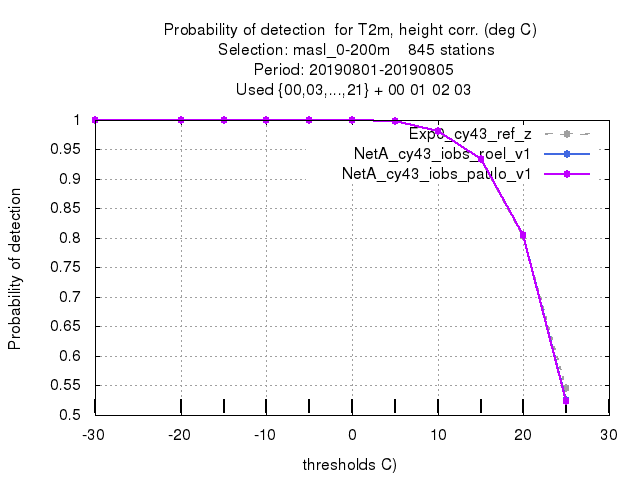 Probability of detection  for T2m, height corr. (deg C)
Selection: masl_0-200m    845 stations
Period: 20190801-20190805
Used {00,03,...,21} + 00 01 02 03
Probability of detection
1
0.95
0.9
0.85
0.8
0.75
0.7
0.65
0.6
0.55
0.5
Exp0_cy43_ref_z
NetA_cy43_iobs_roel_v1
NetA_cy43_iobs_paulo_v1
-30 -20 -10 0 10 20 30
thresholds C)